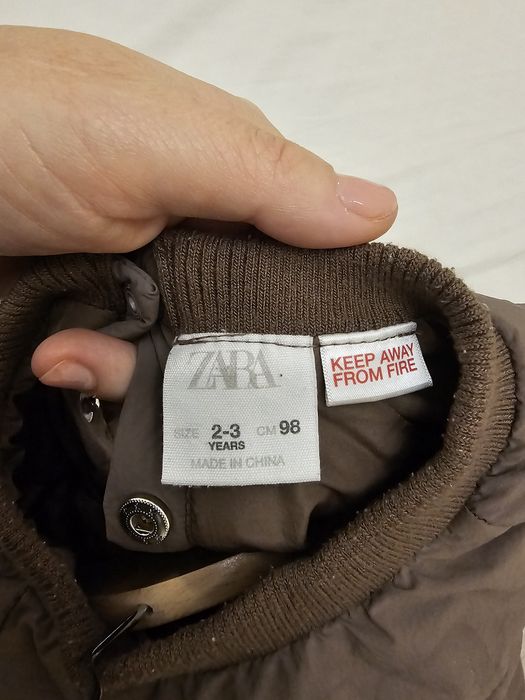 ZARA
SIZE 2-3 YEARS CM 98
MADE IN CHINA
KEEP AWAY
FROM FIRE